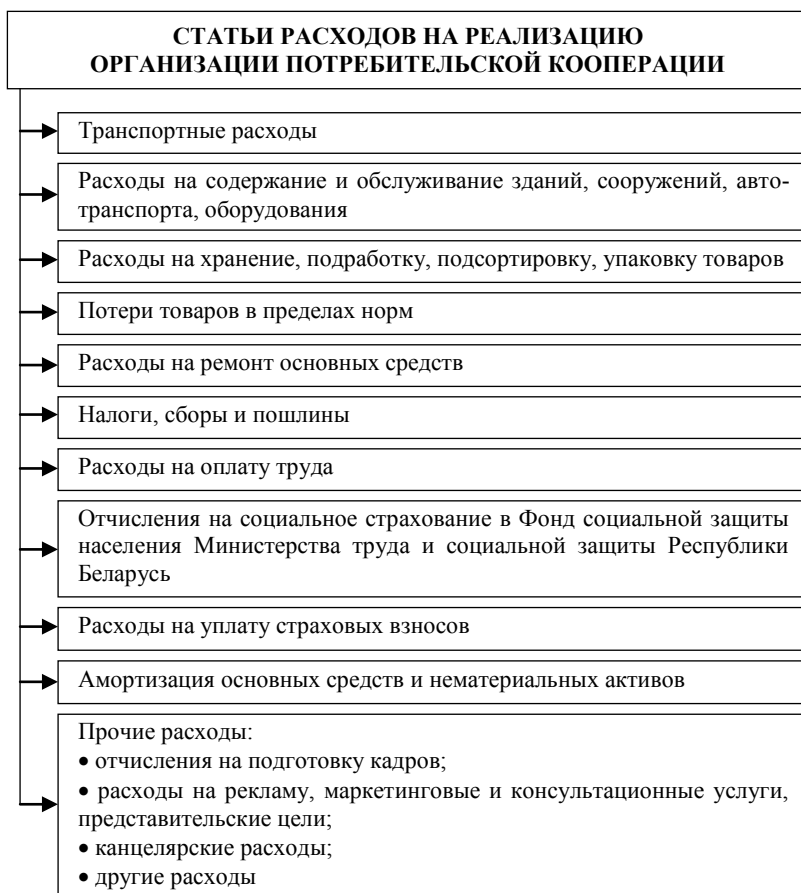 СТАТЬИ РАСХОДОВ НА РЕАЛИЗАЦИЮ
ОРГАНИЗАЦИИ ПОТРЕБИТЕЛЬСКОЙ КООПЕРАЦИИ
Транспортные расходы
Расходы на содержание и обслуживание зданий, сооружений, авто-
транспорта, оборудования
Расходы на хранение, подработку, подсортировку, упаковку товаров
Потери товаров в пределах норм
Расходы на ремонт основных средств
Налоги, сборы и пошлины
Расходы на оплату труда
Отчисления на социальное страхование в Фонд социальной защиты
населения Министерства труда и социальной защиты Республики
Беларусь
Расходы на уплату страховых взносов
Амортизация основных средств и нематериальных активов
Прочие расходы:
• отчисления на подготовку кадров;
• расходы на рекламу, маркетинговые и консультационные услуги,
представительские цели;
• канцелярские расходы;
• другие расходы